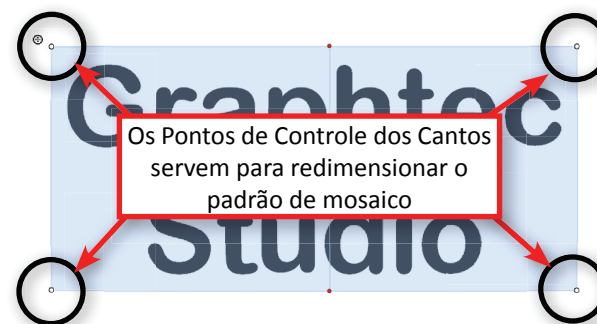 Graphtec
Os Pontos de Controle dos Cantos
servem para redimensionar o
padrão de mosaico
Studio